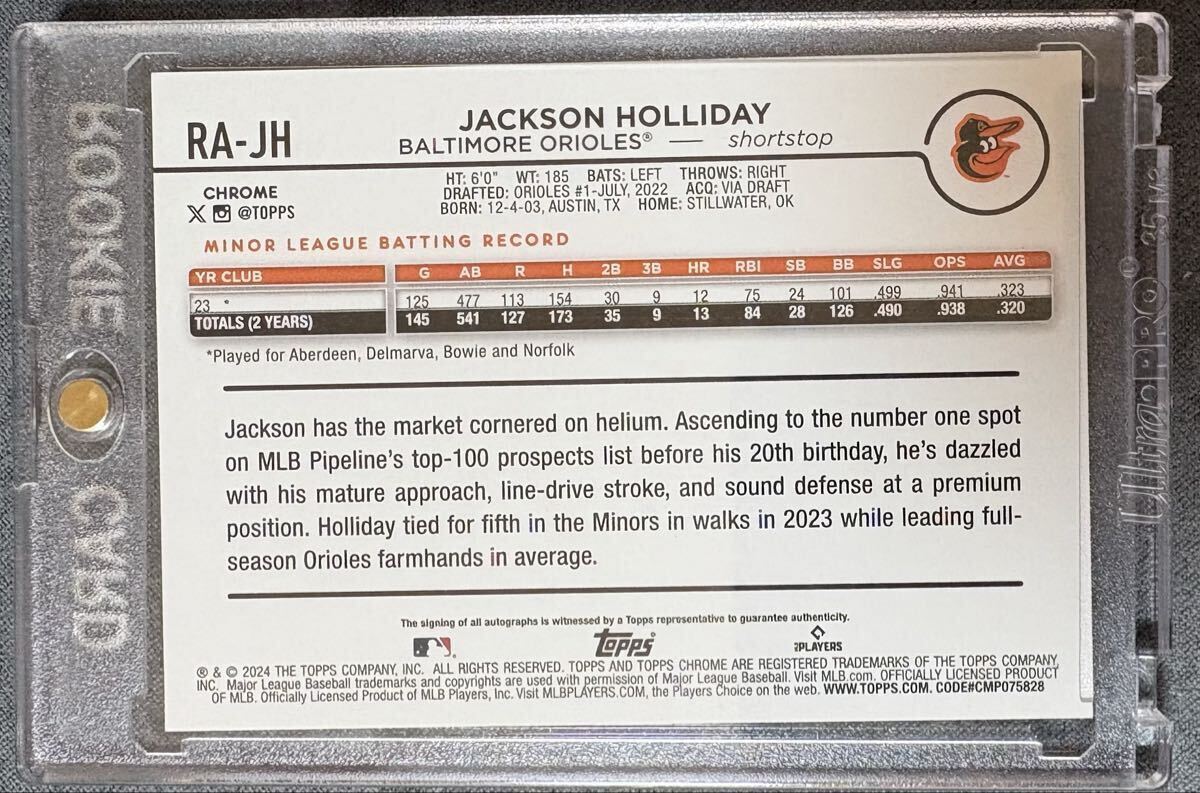 RA-JH
JACKSON HOLLIDAY
BALTIMORE ORIOLES® — shortstop
CHROME
@TOPPS
HT: 6'0" WT: 185 BATS: LEFT THROWS: RIGHT
DRAFTED: ORIOLES #1-JULY, 2022 ACQ: VIA DRAFT
BORN: 12-4-03, AUSTIN, TX HOME: STILLWATER, OK
MINOR LEAGUE BATTING RECORD
YR CLUB G AB R H 2B 3B HR RBI SB BB SLG OPS AVG
23 * 125 477 113 154 30 9 12 75 24 101 .499 .941 .323
TOTALS (2 YEARS) 145 541 127 173 35 9 13 84 28 126 .490 .938 .320
*Played for Aberdeen, Delmarva, Bowie and Norfolk
Jackson has the market cornered on helium. Ascending to the number one spot
on MLB Pipeline's top-100 prospects list before his 20th birthday, he's dazzled
with his mature approach, line-drive stroke, and sound defense at a premium
position. Holliday tied for fifth in the Minors in walks in 2023 while leading full-
season Orioles farmhands in average.
The signing of all autographs is witnessed by a Topps representative to guarantee authenticity.
topps
PLAYERS
® & © 2024 THE TOPPS COMPANY, INC. ALL RIGHTS RESERVED. TOPPS AND TOPPS CHROME ARE REGISTERED TRADEMARKS OF THE TOPPS COMPANY,
INC. Major League Baseball trademarks and copyrights are used with permission of Major League Baseball. Visit MLB.com. OFFICIALLY LICENSED PRODUCT
OF MLB. Officially Licensed Product of MLB Players, Inc. Visit MLBPLAYERS.COM, the Players Choice on the web. WWW.TOPPS.COM. CODE#CMP075828
ROOKIE CARD
Ultra PRO®